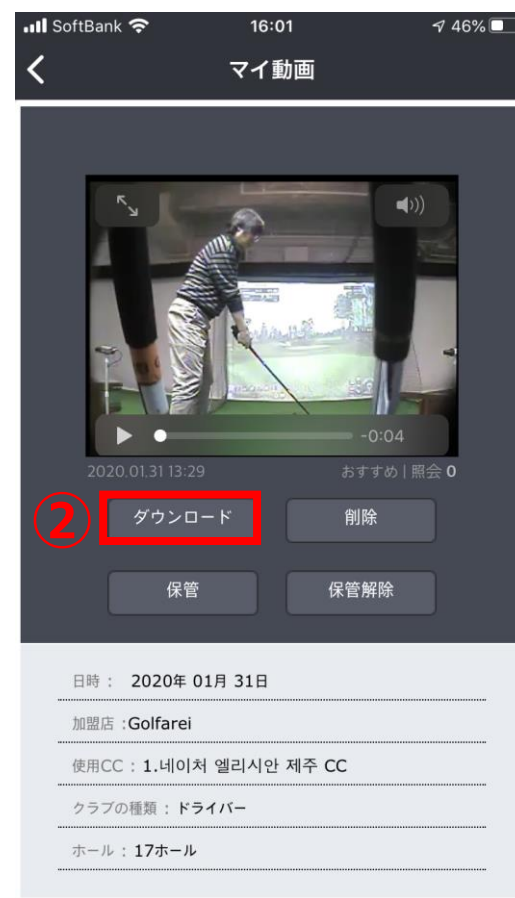 SoftBank 16:01 46%
マイ動画
-0:04
2020.01.31 13:29 おすすめ | 照会 0
② ダウンロード 削除
保管 保管解除
日時 : 2020年 01月 31日
加盟店 :Golfarei
使用CC : 1.네이처 엘리시안 제주 CC
クラブの種類 : ドライバー
ホール : 17ホール